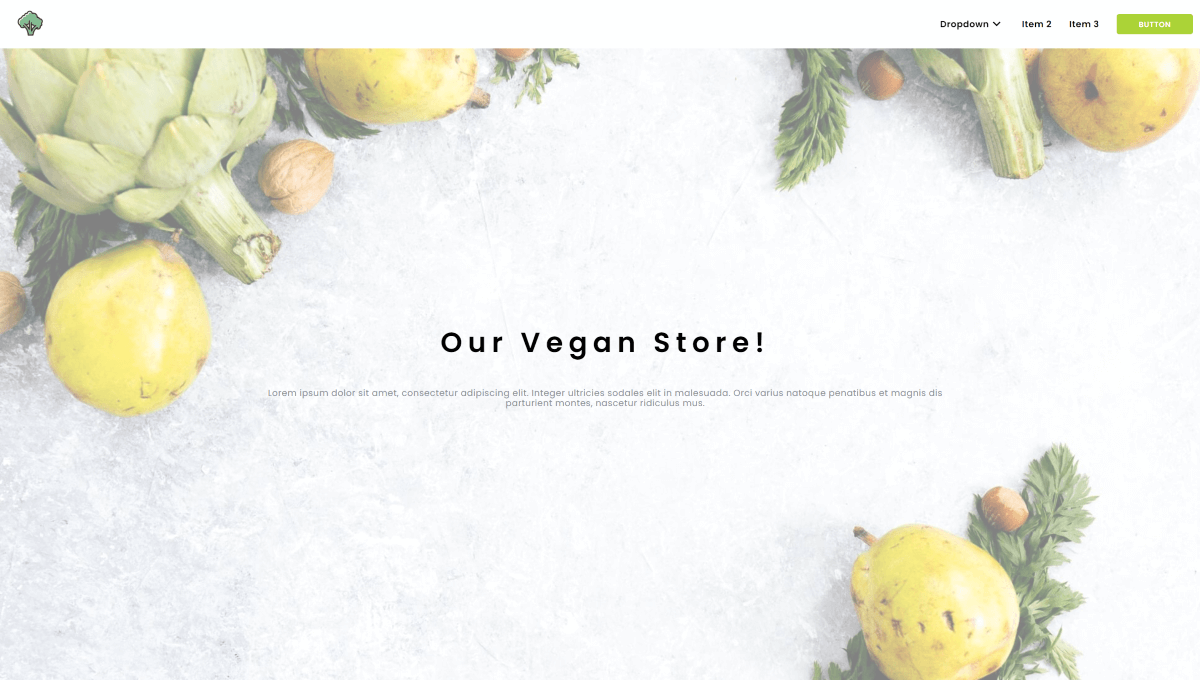 Dropdown
Item 2
Item 3
BUTTON
Our Vegan Store!
Lorem ipsum dolor sit amet, consectetur adipiscing elit. Integer ultricies sodales elit in malesuada. Orci varius natoque penatibus et magnis dis
parturient montes, nascetur ridiculus mus.